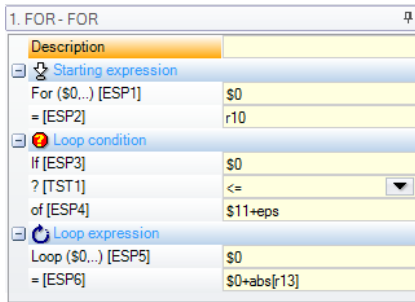 1. FOR - FOR
Description
Starting expression
For ($0,..) [ESP1] $0
= [ESP2] r10
Loop condition
If [ESP3] $0
? [TST1] <=
of [ESP4] $11+eps
Loop expression
Loop ($0,..) [ESP5] $0
= [ESP6] $0+abs[r13]